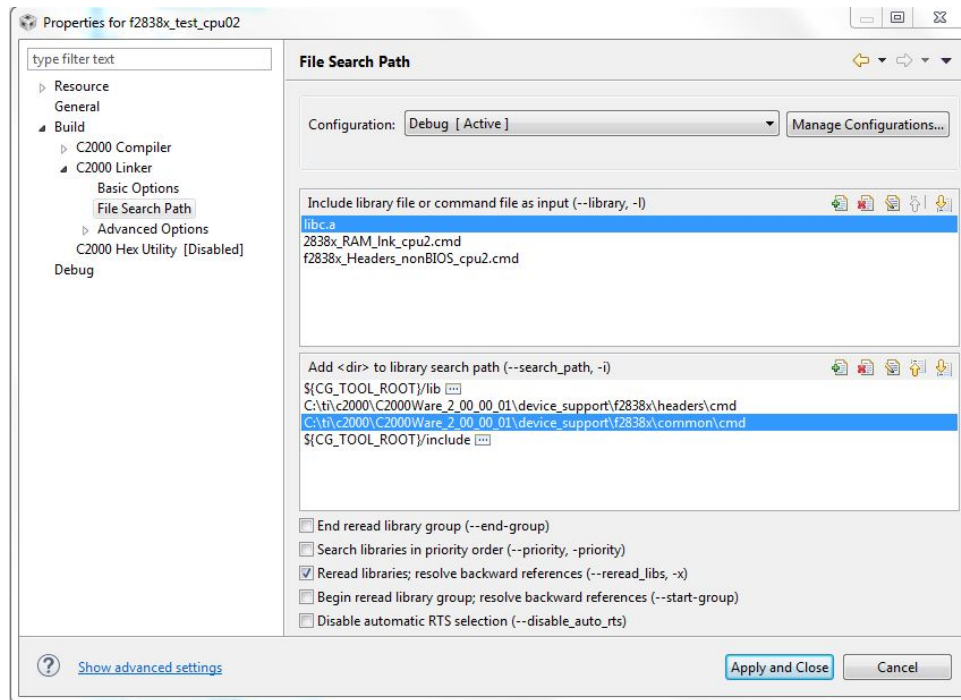 Properties for f2838x_test_cpu02
type filter text
Resource
General
Build
C2000 Compiler
C2000 Linker
Basic Options
File Search Path
Advanced Options
C2000 Hex Utility [Disabled]
Debug
File Search Path
Configuration: Debug [ Active ] Manage Configurations...
Include library file or command file as input (--library, -l)
libc.a
2838x_RAM_lnk_cpu2.cmd
f2838x_Headers_nonBIOS_cpu2.cmd
Add <dir> to library search path (--search_path, -i)
${CG_TOOL_ROOT}/lib
C:\ti\c2000\C2000Ware_2_00_00_01\device_support\f2838x\headers\cmd
C:\ti\c2000\C2000Ware_2_00_00_01\device_support\f2838x\common\cmd
${CG_TOOL_ROOT}/include
End reread library group (--end-group)
Search libraries in priority order (--priority, -priority)
Reread libraries; resolve backward references (--reread_libs, -x)
Begin reread library group; resolve backward references (--start-group)
Disable automatic RTS selection (--disable_auto_rts)
Show advanced settings
Apply and Close Cancel